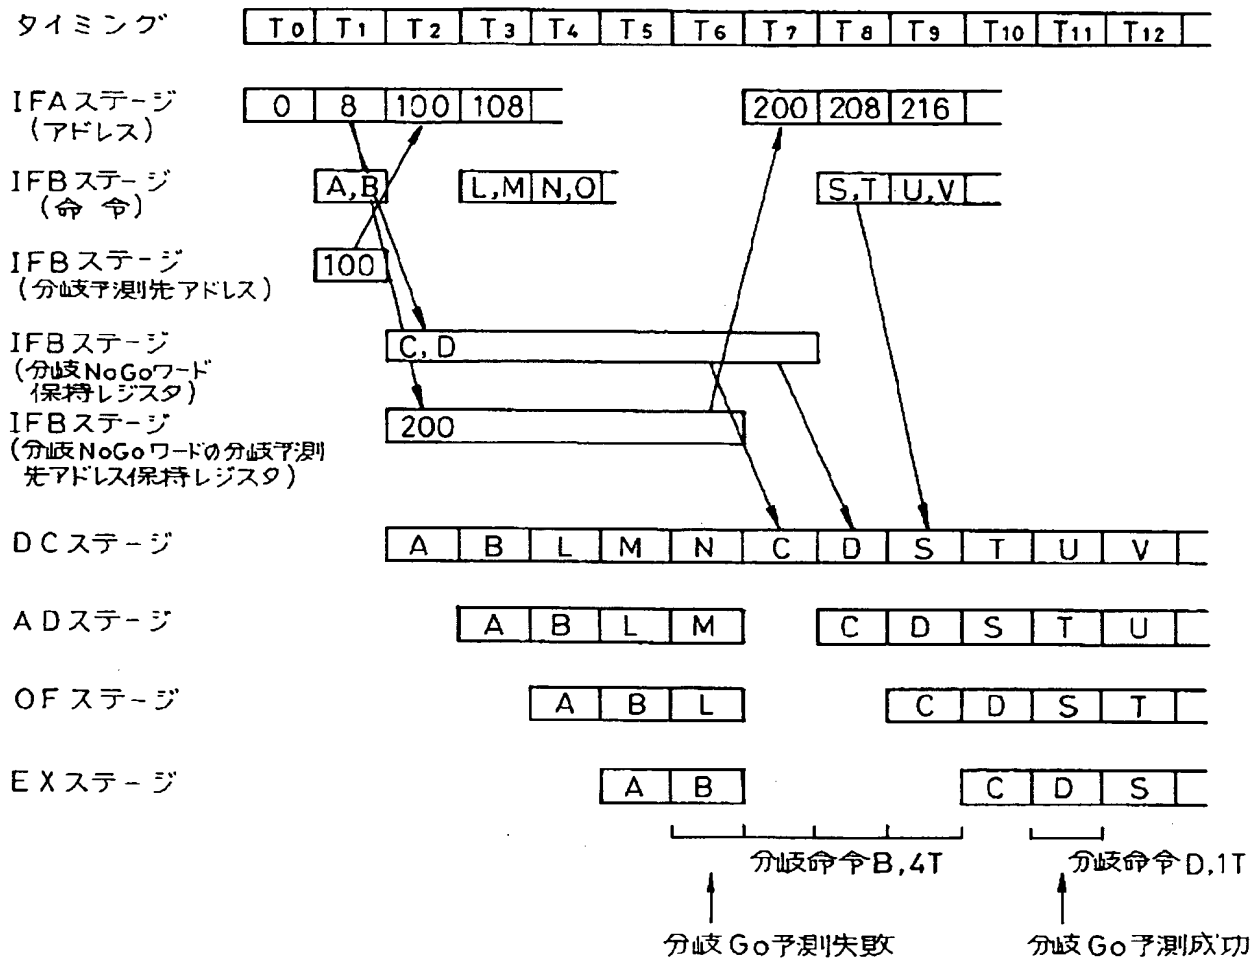 タイミング T0 T1 T2 T3 T4 T5 T6 T7 T8 T9 T10 T11 T12
IFAステージ 0 8 100 108 200 208 216
(アドレス)
IFBステージ A,B L,M N,O S,T U,V
(命令)
IFBステージ 100
(分岐予測先アドレス)
IFBステージ C,D
(分岐NoGoワード
保持レジスタ)
IFBステージ 200
(分岐NoGoワードの分岐予測
先アドレス保持レジスタ)
DCステージ A B L M N C D S T U V
ADステージ A B L M C D S T U
OFステージ A B L C D S T
EXステージ A B C D S
分岐命令B,4T 分岐命令D,1T
分岐Go予測失敗 分岐Go予測成功